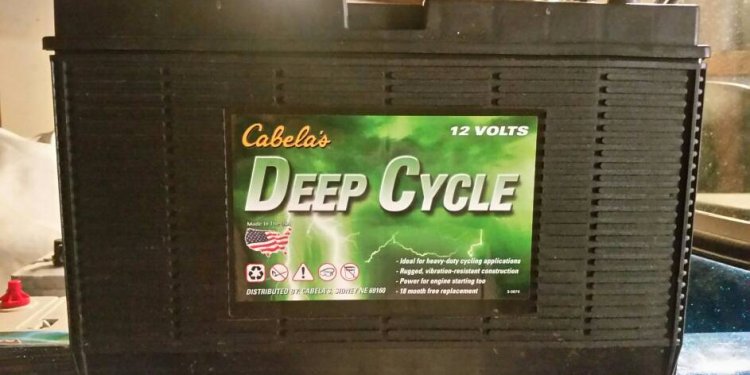 Cabela's
12 VOLTS
DEEP CYCLE
Made In The USA
- Ideal for heavy-duty cycling applications
- Rugged, vibration-resistant construction
- Power for engine starting too
- 18 month free replacement
DISTRIBUTED BY: CABELA'S, SIDNEY NE 69160